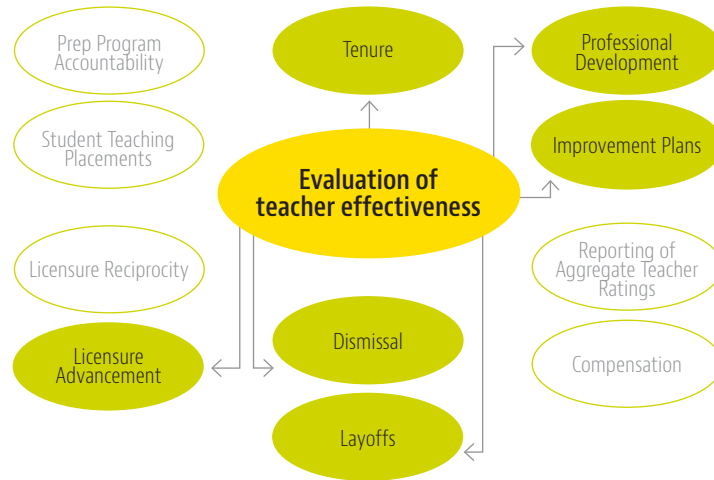 Prep Program
Accountability
Tenure
Professional
Development
Student Teaching
Placements
Improvement Plans
Evaluation of
teacher effectiveness
Licensure Reciprocity
Reporting of
Aggregate Teacher
Ratings
Licensure
Advancement
Dismissal
Compensation
Layoffs